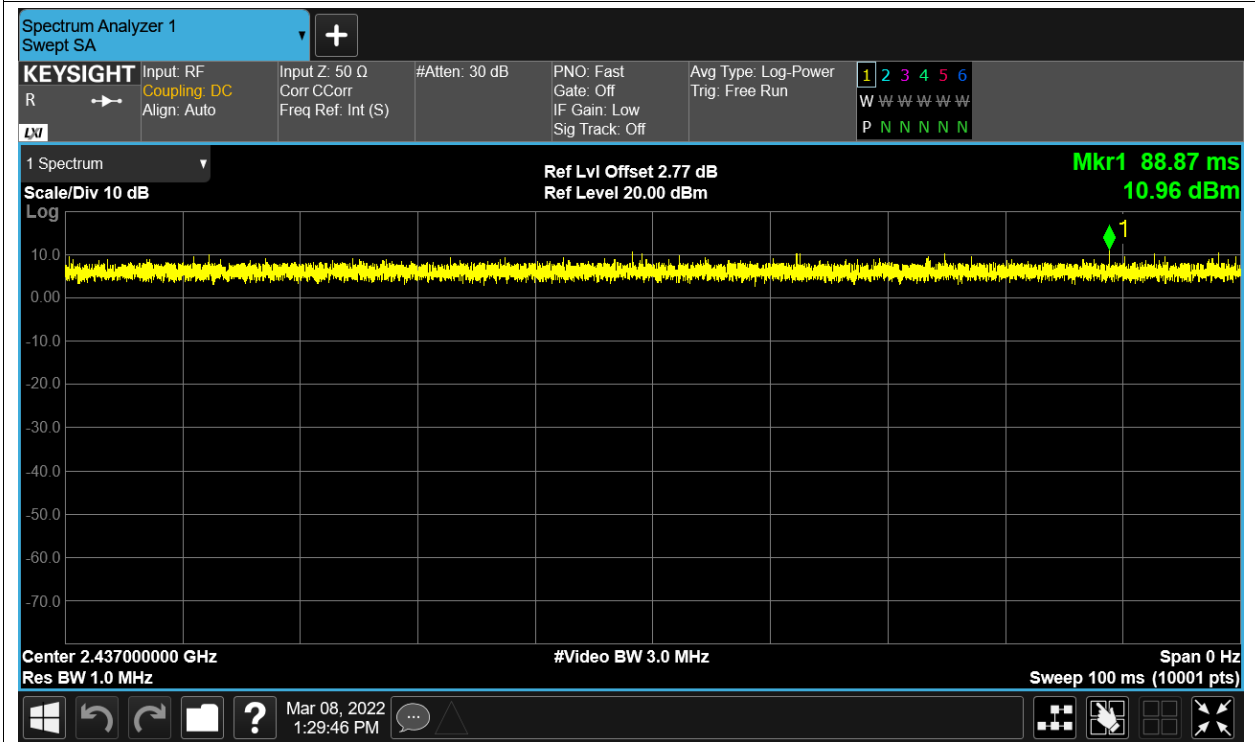 Spectrum Analyzer 1
Swept SA
KEYSIGHT
R
LXI
Input: RF
Coupling: DC
Align: Auto
Input Z: 50 Ω
Corr CCorr
Freq Ref: Int (S)
#Atten: 30 dB
PNO: Fast
Gate: Off
IF Gain: Low
Sig Track: Off
Avg Type: Log-Power
Trig: Free Run
1 2 3 4 5 6
W W W W W W
P N N N N N
1 Spectrum
Scale/Div 10 dB
Ref Lvl Offset 2.77 dB
Ref Level 20.00 dBm
Mkr1 88.87 ms
10.96 dBm
Log
1
10.0
0.00
-10.0
-20.0
-30.0
-40.0
-50.0
-60.0
-70.0
Center 2.437000000 GHz
#Video BW 3.0 MHz
Span 0 Hz
Res BW 1.0 MHz
Sweep 100 ms (10001 pts)
?
Mar 08, 2022
1:29:46 PM